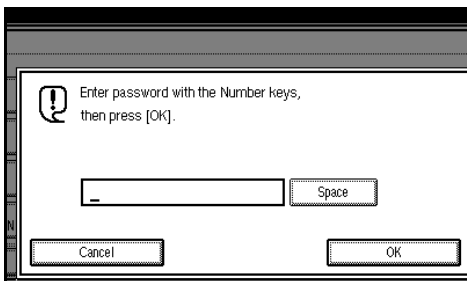 Enter password with the Number keys,
then press [OK].
_
Space
N
Cancel
OK